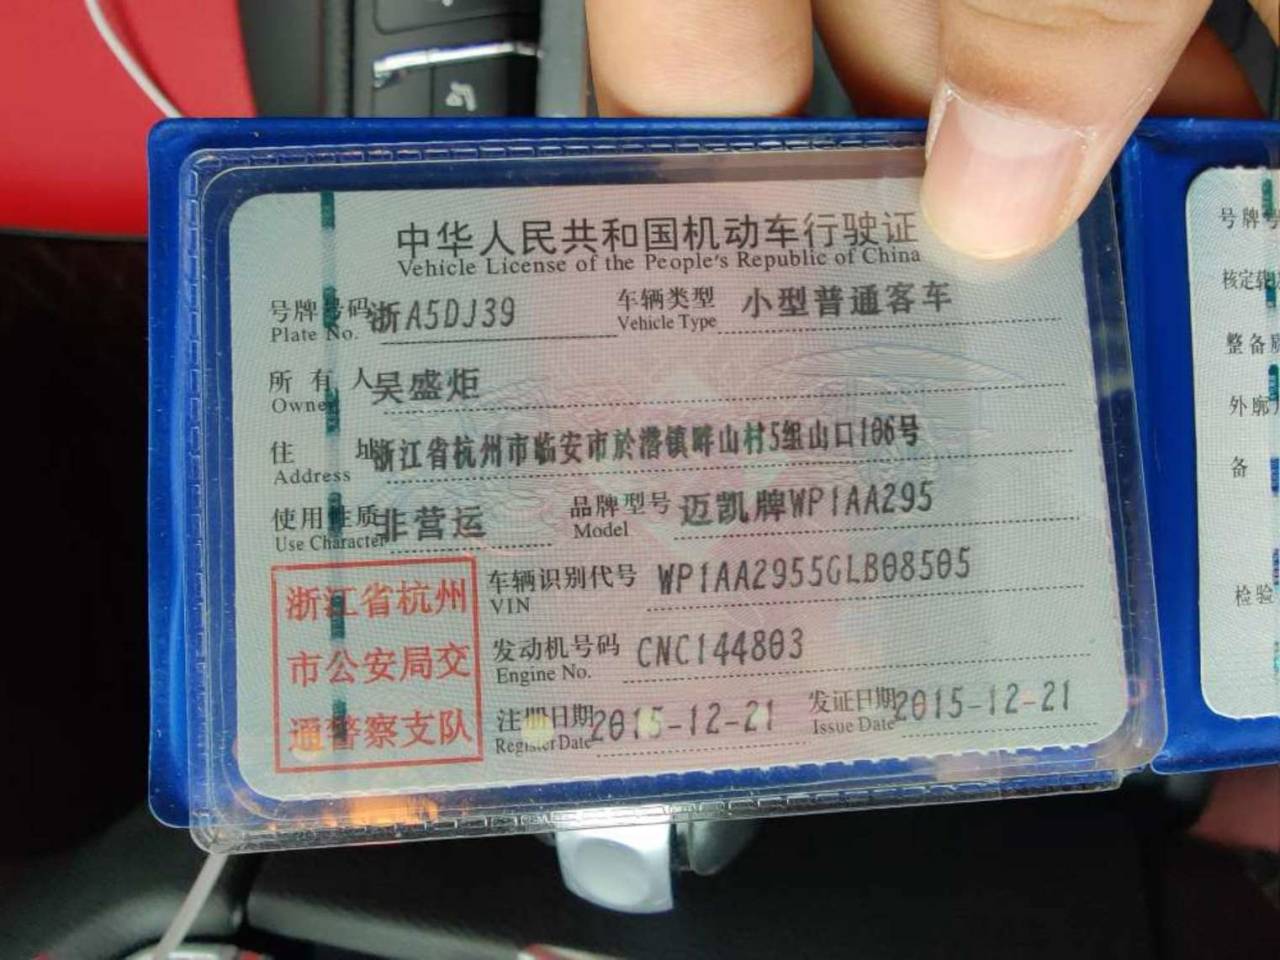 中华人民共和国机动车行驶证
Vehicle License of the People's Republic of China
号牌号码 浙A5DJ39 车辆类型 小型普通客车
Plate No. Vehicle Type
所有人 吴盛炬
Owner
住址 浙江省杭州市临安市於潜镇畔山村5组山口106号
Address
使用性质 非营运 品牌型号 迈凯牌WP1AA295
Use Character Model
浙江省杭州
市公安局交
通警察支队
车辆识别代号 WP1AA2955GLB08505
VIN
发动机号码 CNC144803
Engine No.
注册日期 2015-12-21 发证日期 2015-12-21
Register Date Issue Date
号牌号
核定载
整备质
外廓
备
检验